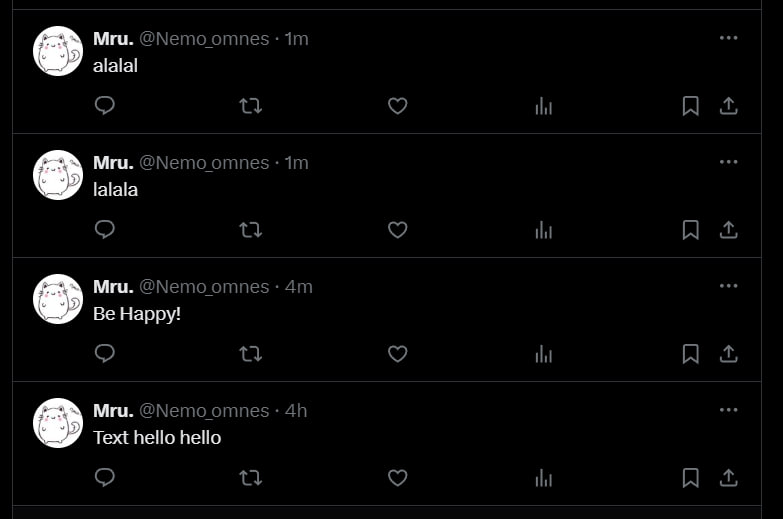 Mru. @Nemo_omnes · 1m
alalal
Mru. @Nemo_omnes · 1m
lalala
Mru. @Nemo_omnes · 4m
Be Happy!
Mru. @Nemo_omnes · 4h
Text hello hello